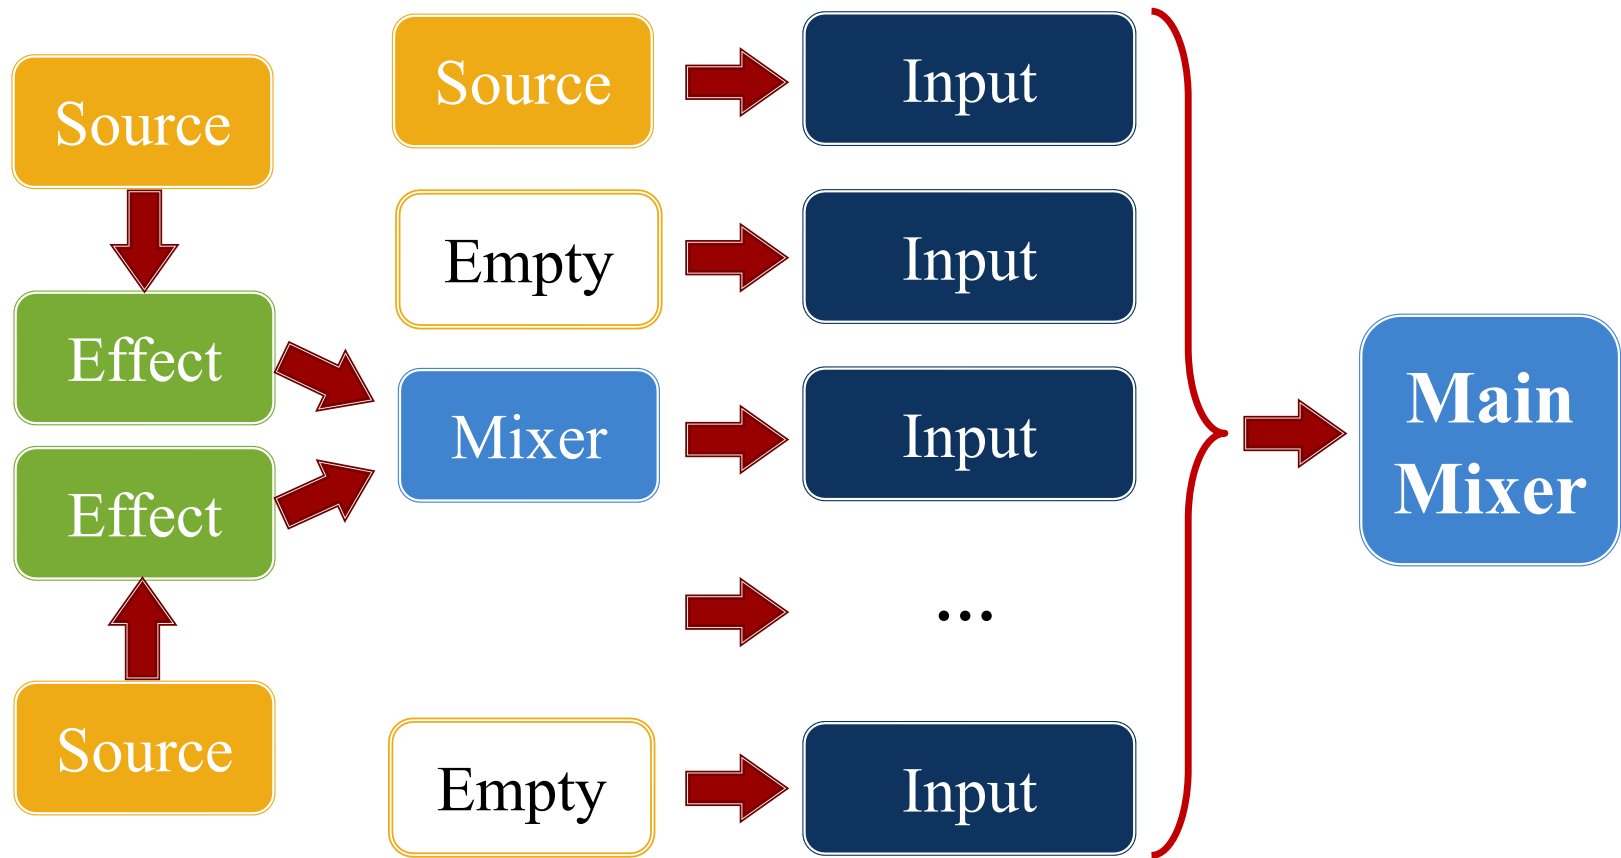 Source
Effect
Effect
Source
Source
Empty
Mixer
Empty
Input
Input
Input
...
Input
Main
Mixer